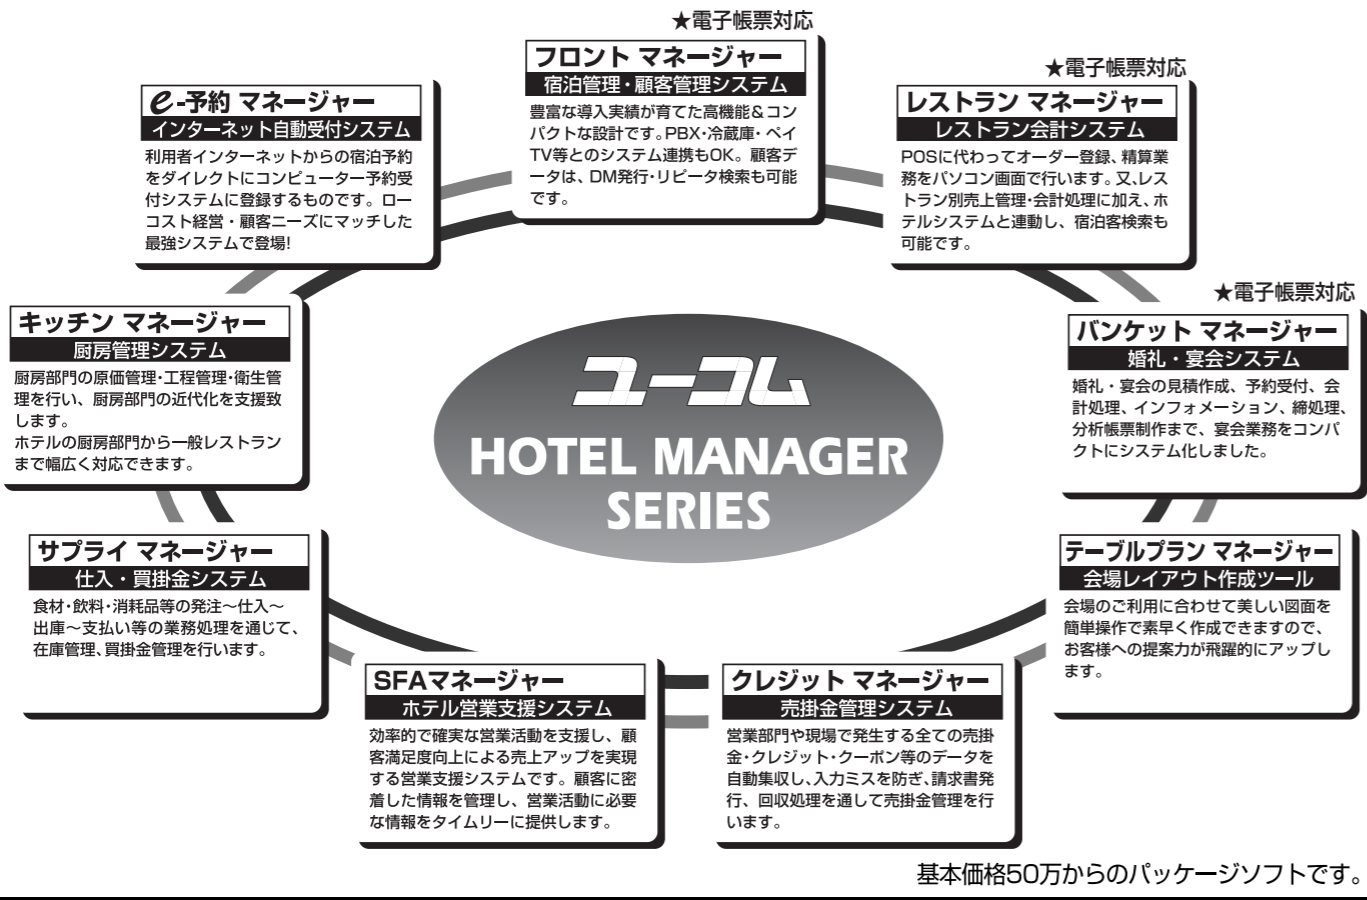 ★電子帳票対応
フロント マネージャー
宿泊管理・顧客管理システム
豊富な導入実績が育てた高機能＆コン
パクトな設計です。PBX・冷蔵庫・ペイ
TV等とのシステム連携もOK。顧客デ
ータは、DM発行・リピータ検索も可能
です。
★電子帳票対応
レストラン マネージャー
レストラン会計システム
POSに代わってオーダー登録、精算業
務をパソコン画面で行います。又、レス
トラン別売上管理・会計処理に加え、ホ
テルシステムと連動し、宿泊客検索も
可能です。
★電子帳票対応
バンケット マネージャー
婚礼・宴会システム
婚礼・宴会の見積作成、予約受付、会
計処理、インフォメーション、締処理、
分析帳票制作まで、宴会業務をコンパ
クトにシステム化しました。
テーブルプラン マネージャー
会場レイアウト作成ツール
会場のご利用に合わせて美しい図面を
簡単操作で素早く作成できますので、
お客様への提案力が飛躍的にアップし
ます。
クレジット マネージャー
売掛金管理システム
営業部門や現場で発生する全ての売掛
金・クレジット・クーポン等のデータを
自動集収し、入力ミスを防ぎ、請求書発
行、回収処理を通して売掛金管理を行
います。
SFAマネージャー
ホテル営業支援システム
効率的で確実な営業活動を支援し、顧
客満足度向上による売上アップを実現
する営業支援システムです。顧客に密
着した情報を管理し、営業活動に必要
な情報をタイムリーに提供します。
サプライ マネージャー
仕入・買掛金システム
食材・飲料・消耗品等の発注～仕入～
出庫～支払い等の業務処理を通じて、
在庫管理、買掛金管理を行います。
キッチン マネージャー
厨房管理システム
厨房部門の原価管理・工程管理・衛生管
理を行い、厨房部門の近代化を支援致
します。
ホテルの厨房部門から一般レストラン
まで幅広く対応できます。
e-予約 マネージャー
インターネット自動受付システム
利用者インターネットからの宿泊予約
をダイレクトにコンピューター予約受
付システムに登録するものです。ロー
コスト経営・顧客ニーズにマッチした
最強システムで登場!
ユーコム
HOTEL MANAGER
SERIES
基本価格50万からのパッケージソフトです。